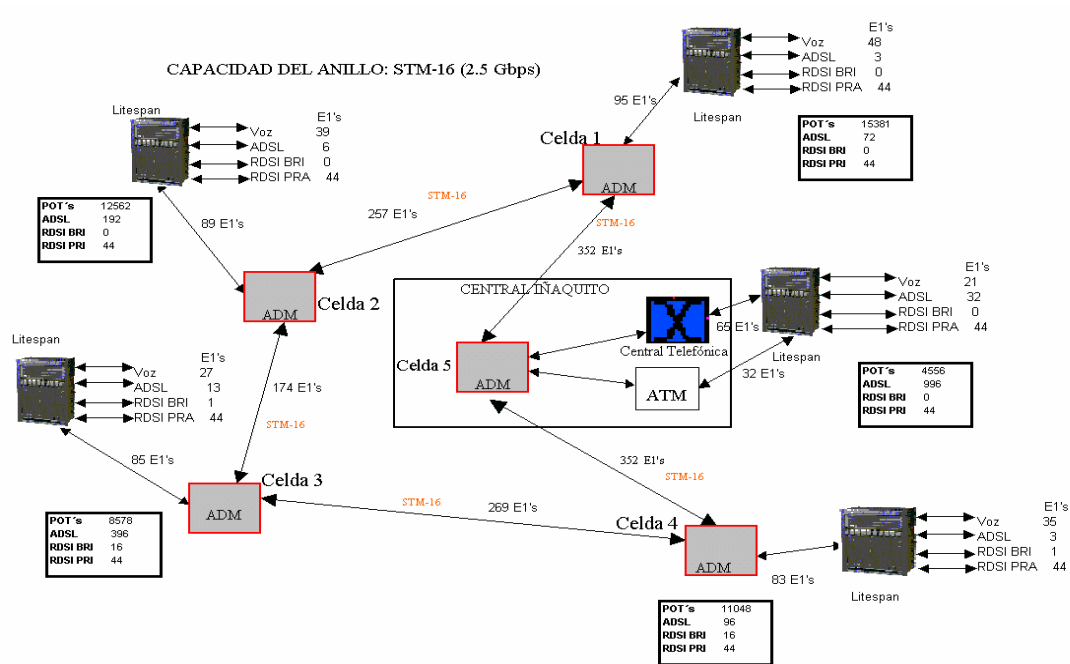 CAPACIDAD DEL ANILLO: STM-16 (2.5 Gbps)
E1's
Voz 48
ADSL 3
RDSI BRI 0
RDSI PRA 44
Litespan
95 E1's
POT´s 15381
ADSL 72
RDSI BRI 0
RDSI PRI 44
Celda 1
ADM
STM-16
Litespan
E1's
Voz 39
ADSL 6
RDSI BRI 0
RDSI PRA 44
POT´s 12562
ADSL 192
RDSI BRI 0
RDSI PRI 44
89 E1's
257 E1's
STM-16
352 E1's
Celda 2
ADM
CENTRAL IÑAQUITO
Central Telefónica
Celda 5
ADM
ATM
65 E1's
32 E1's
E1's
Voz 21
ADSL 32
RDSI BRI 0
RDSI PRA 44
Litespan
POT´s 4556
ADSL 996
RDSI BRI 0
RDSI PRI 44
Litespan
E1's
Voz 27
ADSL 13
RDSI BRI 1
RDSI PRA 44
174 E1's
STM-16
85 E1's
Celda 3
ADM
POT´s 8578
ADSL 396
RDSI BRI 16
RDSI PRI 44
STM-16
269 E1's
352 E1's
STM-16
Celda 4
ADM
83 E1's
E1's
Voz 35
ADSL 3
RDSI BRI 1
RDSI PRA 44
Litespan
POT´s 11048
ADSL 96
RDSI BRI 16
RDSI PRI 44